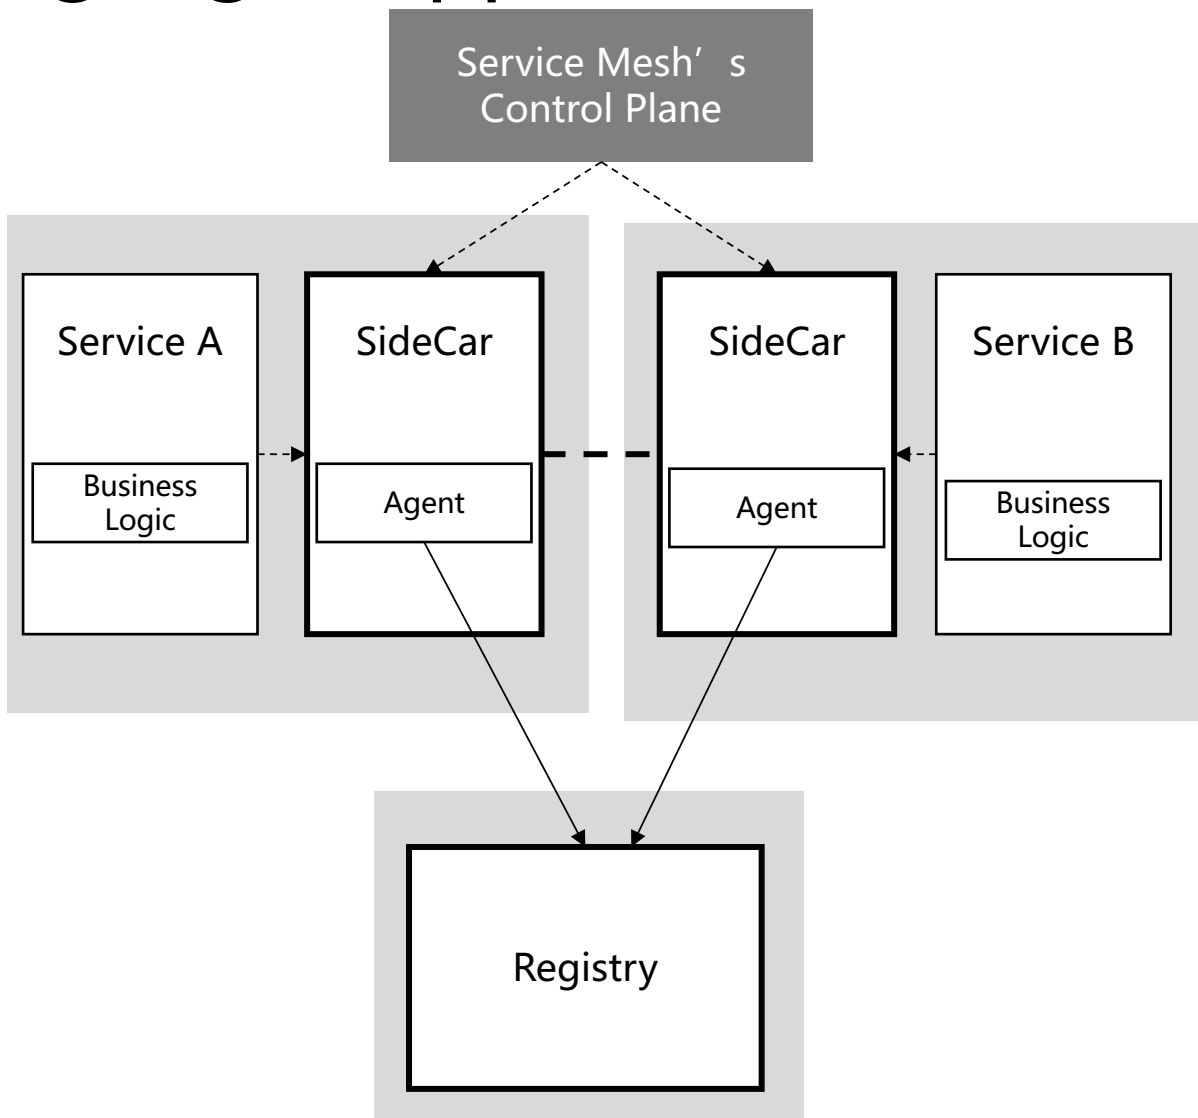 Service Mesh’s
Control Plane
Service A
SideCar
SideCar
Service B
Business
Logic
Agent
Agent
Business
Logic
Registry